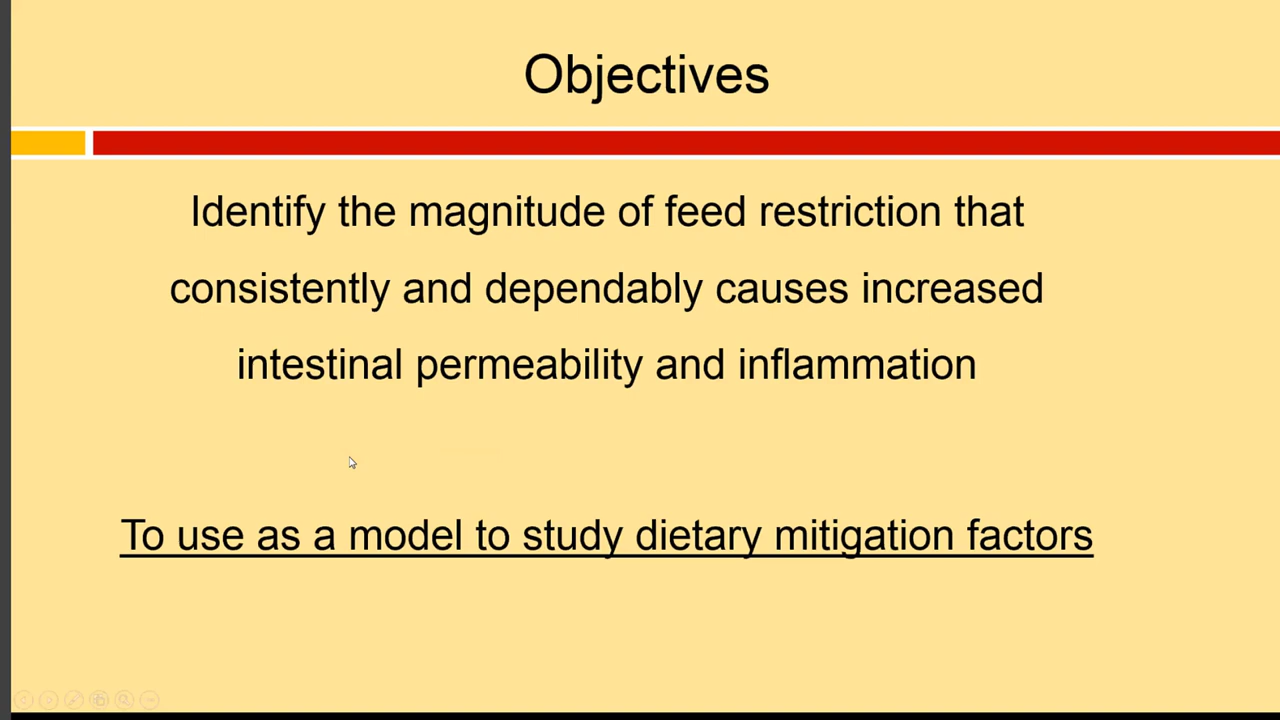 Objectives
Identify the magnitude of feed restriction that
consistently and dependably causes increased
intestinal permeability and inflammation
To use as a model to study dietary mitigation factors